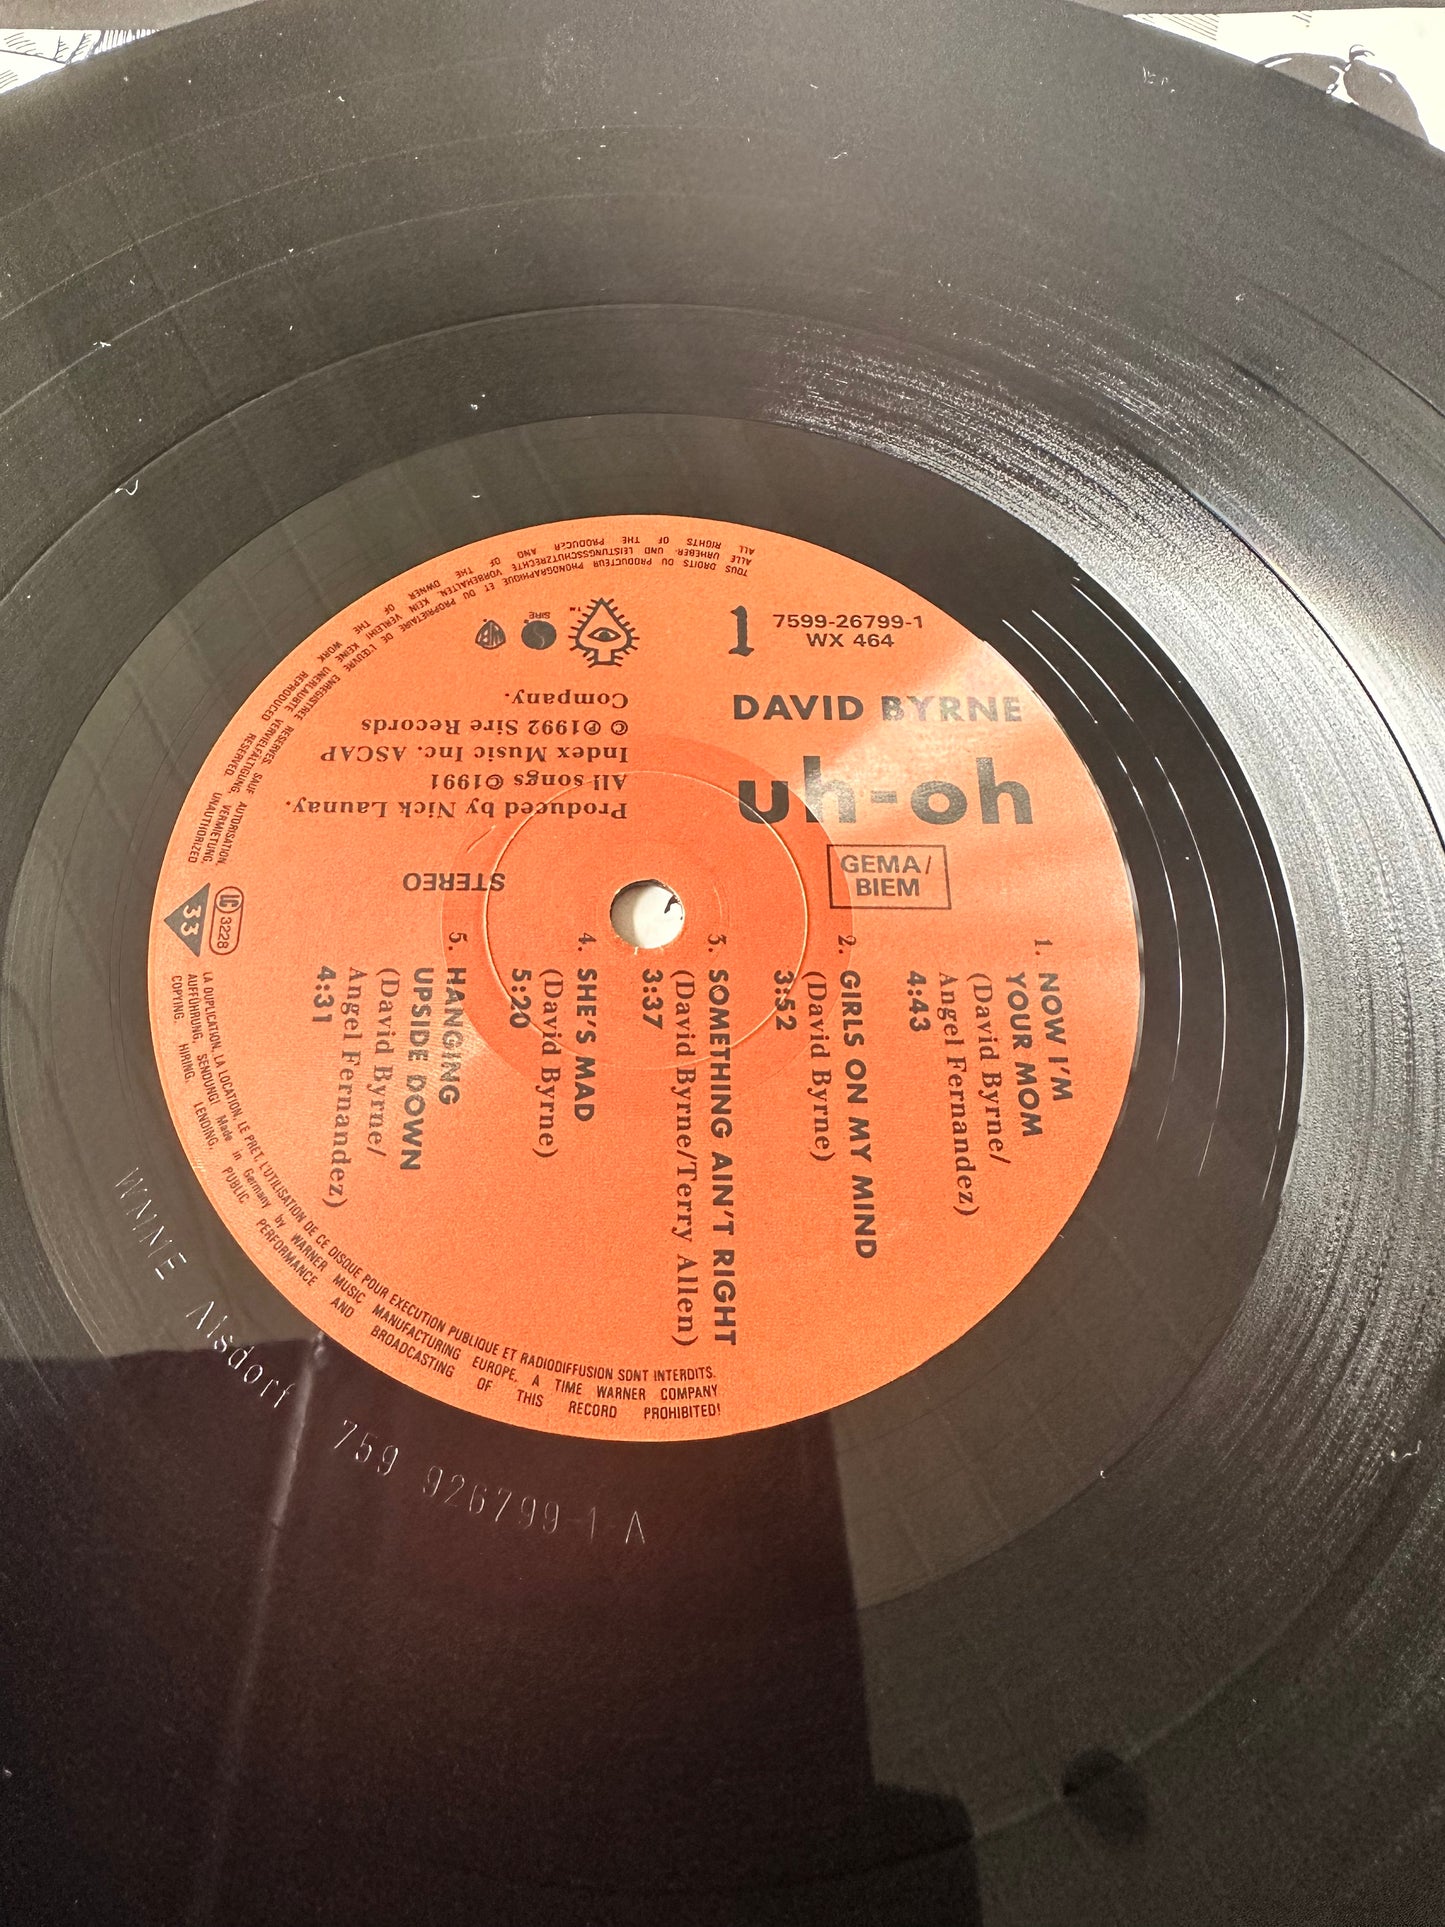 1
7599-26799-1
WX 464
DAVID BYRNE
uh-oh
GEMA/
BIEM
1. NOW I'M
YOUR MOM
(David Byrne/
Angel Fernandez)
4:43
2. GIRLS ON MY MIND
(David Byrne)
3:52
3. SOMETHING AIN'T RIGHT
(David Byrne/Terry Allen)
3:37
4. SHE'S MAD
(David Byrne)
5:20
5. HANGING
UPSIDE DOWN
(David Byrne/
Angel Fernandez)
4:31
STEREO
Produced by Nick Launay.
All songs ©1991
Index Music Inc. ASCAP
©℗1992 Sire Records
Company.
TM
SIRE
LC 3228
33
TOUS DROITS DU PRODUCTEUR PHONOGRAPHIQUE ET DU PROPRIETAIRE DE L'ŒUVRE ENREGISTREE RESERVES. SAUF AUTORISATION,
LA DUPLICATION, LA LOCATION, LE PRET, L'UTILISATION DE CE DISQUE POUR EXECUTION PUBLIQUE ET RADIODIFFUSION SONT INTERDITS.
ALLE URHEBER- UND LEISTUNGSSCHUTZRECHTE VORBEHALTEN. KEIN VERLEIH! KEINE UNERLAUBTE VERVIELFÄLTIGUNG, VERMIETUNG,
AUFFÜHRUNG, SENDUNG! Made in Germany by WARNER MUSIC MANUFACTURING EUROPE, A TIME WARNER COMPANY
ALL RIGHTS OF THE PRODUCER AND OF THE OWNER OF THE WORK REPRODUCED RESERVED. UNAUTHORIZED
COPYING, HIRING, LENDING, PUBLIC PERFORMANCE AND BROADCASTING OF THIS RECORD PROHIBITED!
Alsdorf 759 926799-1-A